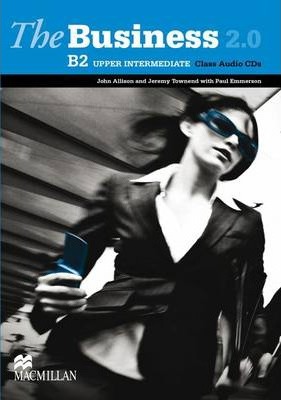 The Business 2.0
B2 UPPER INTERMEDIATE Class Audio CDs
John Allison and Jeremy Townend with Paul Emmerson
MACMILLAN